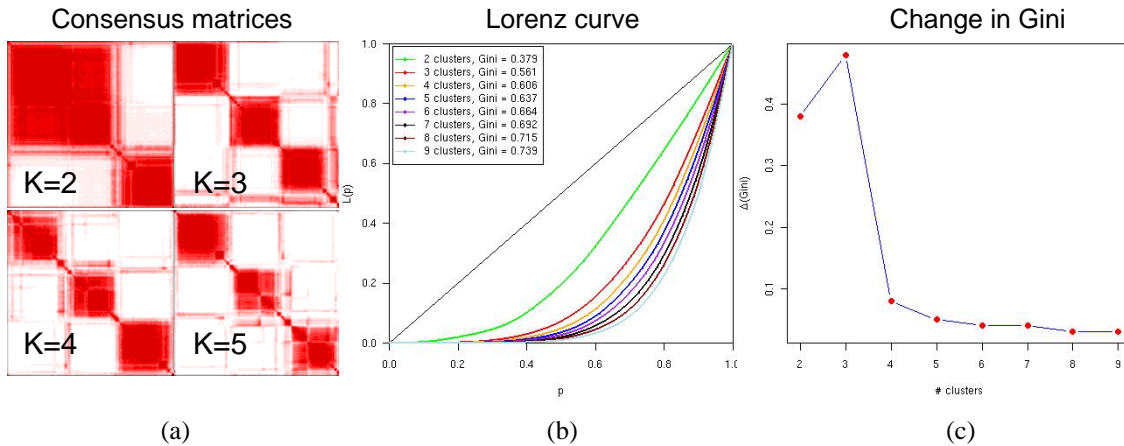 Consensus matrices
K=2
K=3
K=4
K=5
(a)
Lorenz curve
2 clusters, Gini = 0.379
3 clusters, Gini = 0.561
4 clusters, Gini = 0.606
5 clusters, Gini = 0.637
6 clusters, Gini = 0.664
7 clusters, Gini = 0.692
8 clusters, Gini = 0.715
9 clusters, Gini = 0.739
L(p)
1.0
0.8
0.6
0.4
0.2
0.0
0.0 0.2 0.4 0.6 0.8 1.0
p
(b)
Change in Gini
Δ(Gini)
0.4
0.3
0.2
0.1
2 3 4 5 6 7 8 9
# clusters
(c)